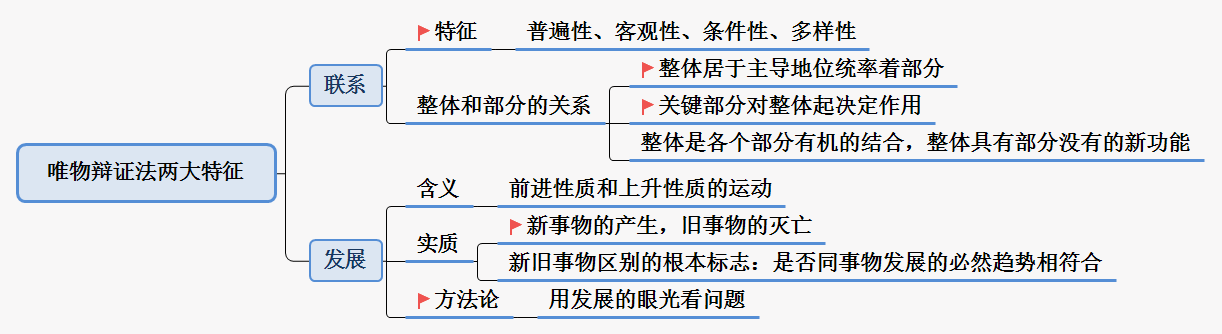 唯物辩证法两大特征
联系
特征
普遍性、客观性、条件性、多样性
整体和部分的关系
整体居于主导地位统率着部分
关键部分对整体起决定作用
整体是各个部分有机的结合，整体具有部分没有的新功能
发展
含义
前进性质和上升性质的运动
实质
新事物的产生，旧事物的灭亡
新旧事物区别的根本标志：是否同事物发展的必然趋势相符合
方法论
用发展的眼光看问题